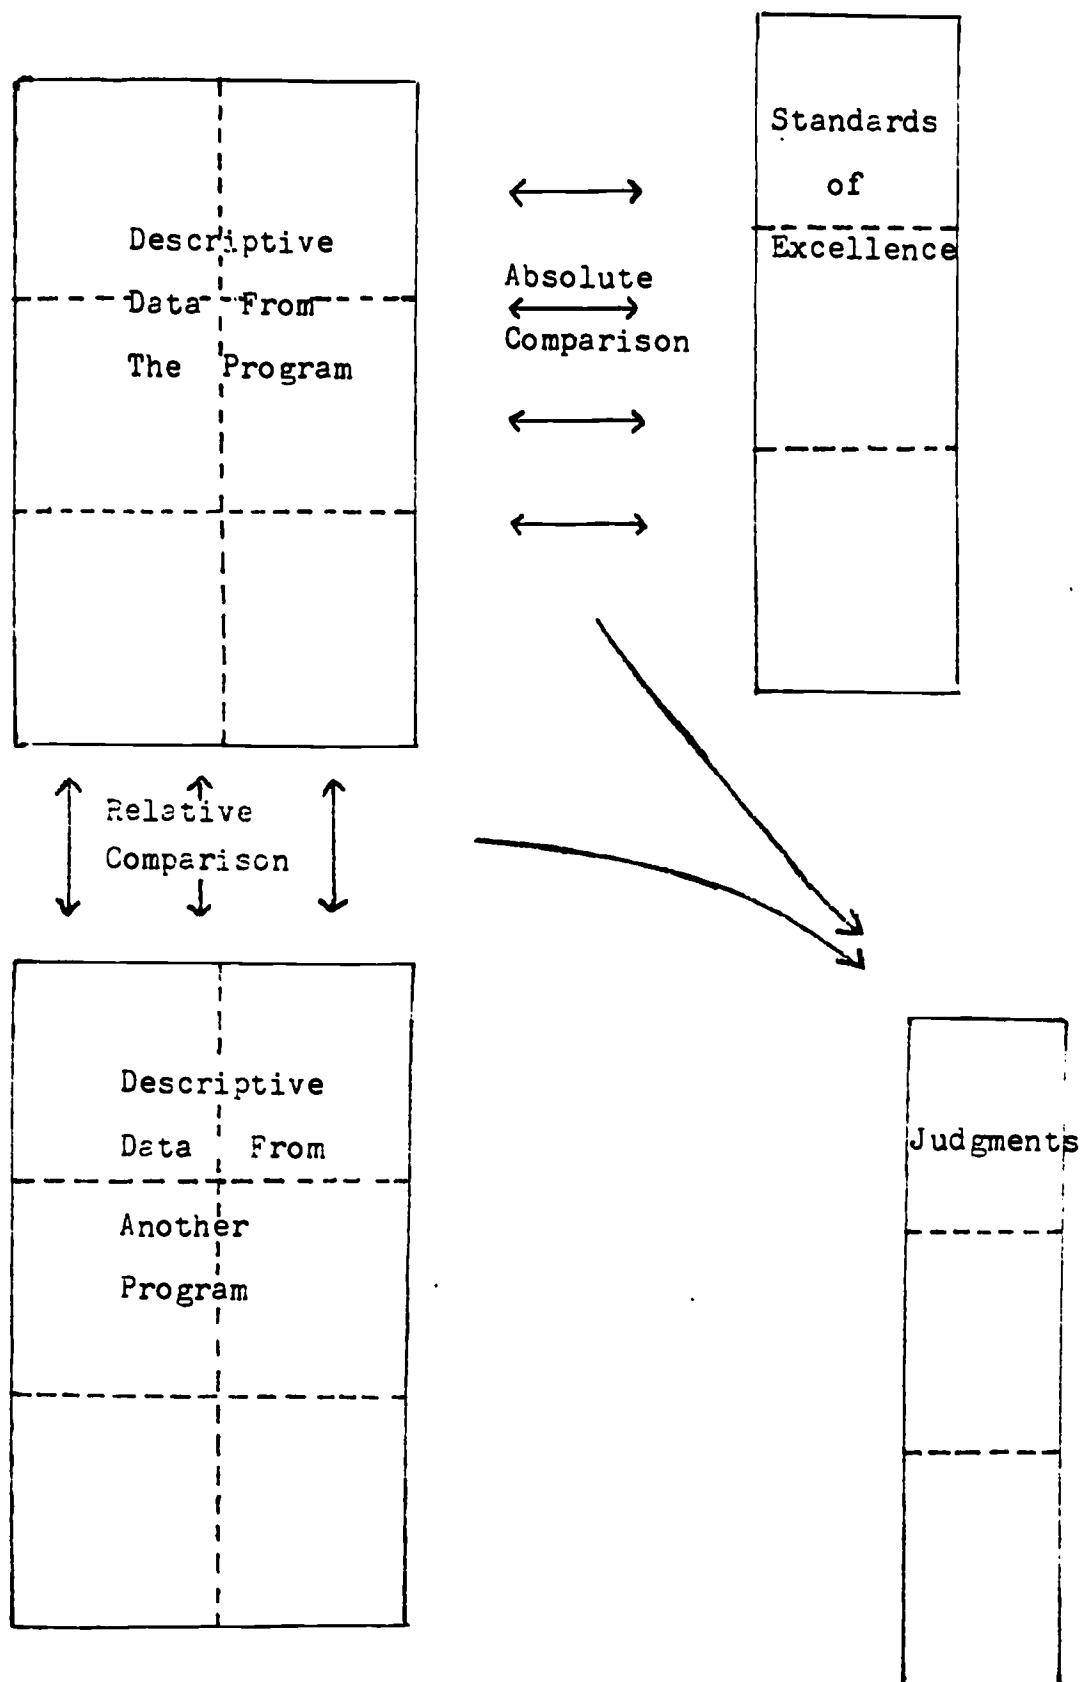 Standards
of
Excellence
Descriptive
Data From
The Program
Absolute
Comparison
Relative
Comparison
Descriptive
Data From
Another
Program
Judgments